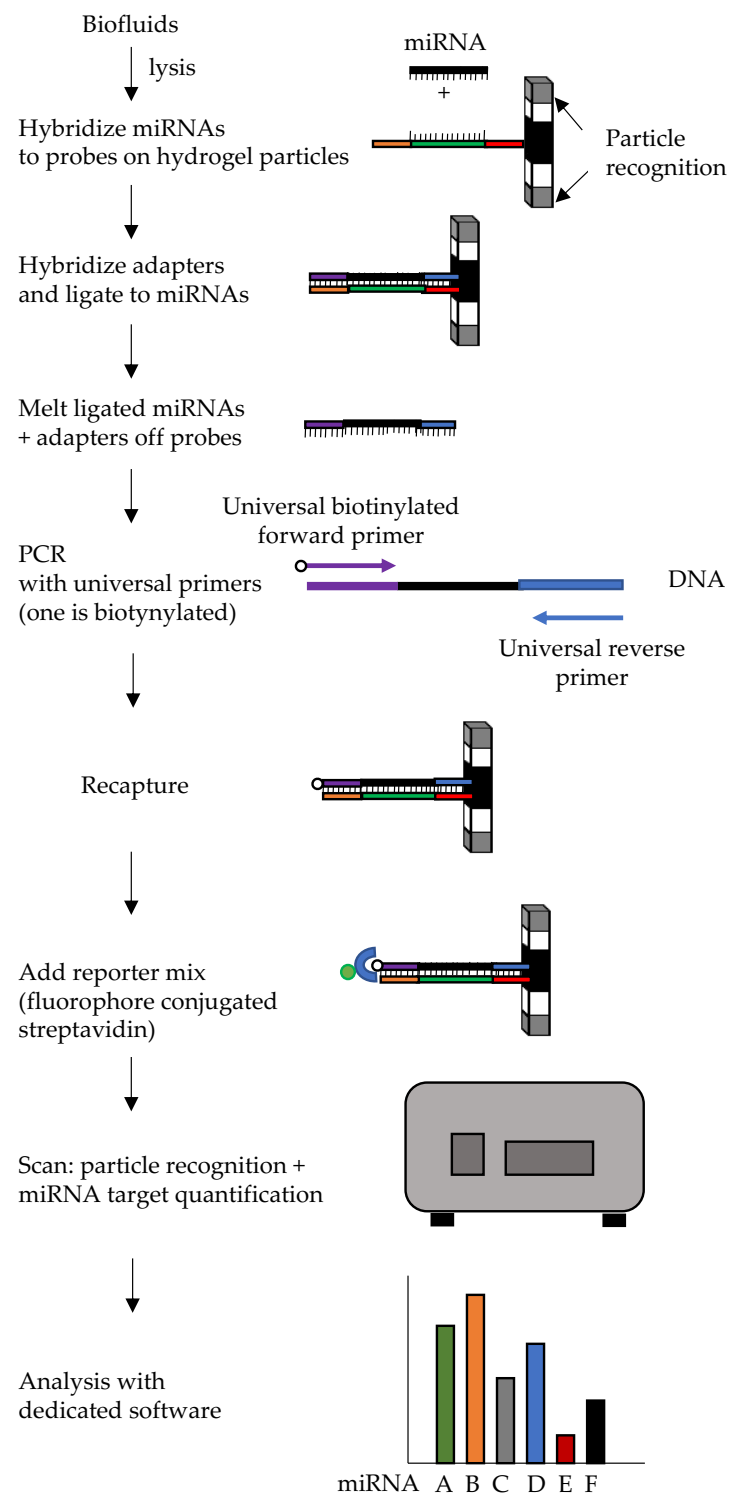 Biofluids
lysis
miRNA
+
Hybridize miRNAs
to probes on hydrogel particles
Particle
recognition
Hybridize adapters
and ligate to miRNAs
Melt ligated miRNAs
+ adapters off probes
Universal biotinylated
forward primer
PCR
with universal primers
(one is biotynylated)
DNA
Universal reverse
primer
Recapture
Add reporter mix
(fluorophore conjugated
streptavidin)
Scan: particle recognition +
miRNA target quantification
Analysis with
dedicated software
miRNA A B C D E F